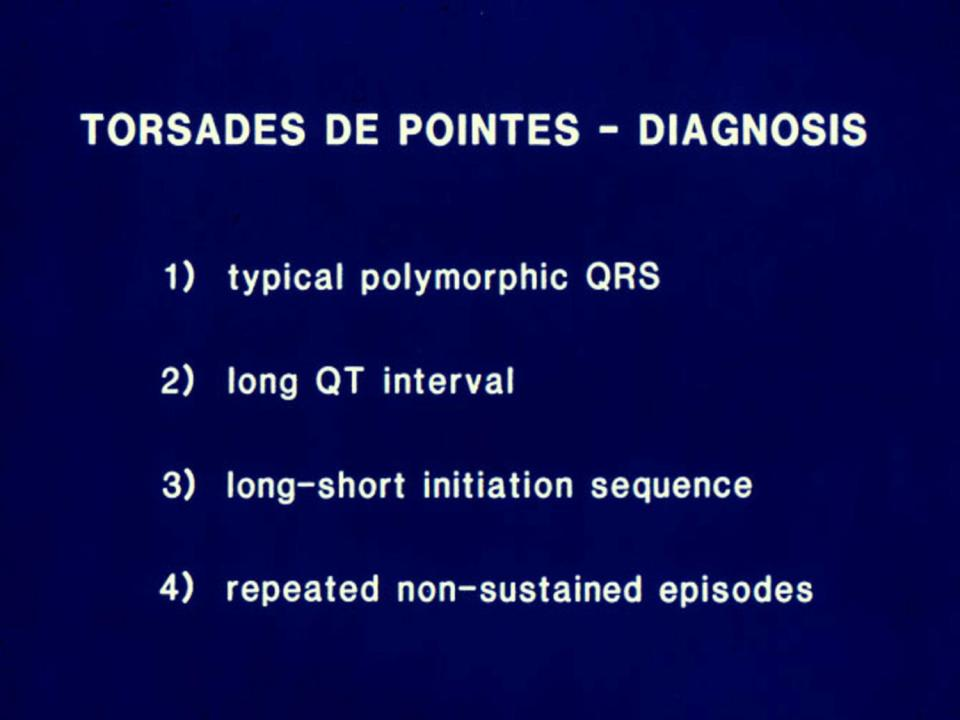 TORSADES DE POINTES - DIAGNOSIS
1) typical polymorphic QRS
2) long QT interval
3) long-short initiation sequence
4) repeated non-sustained episodes